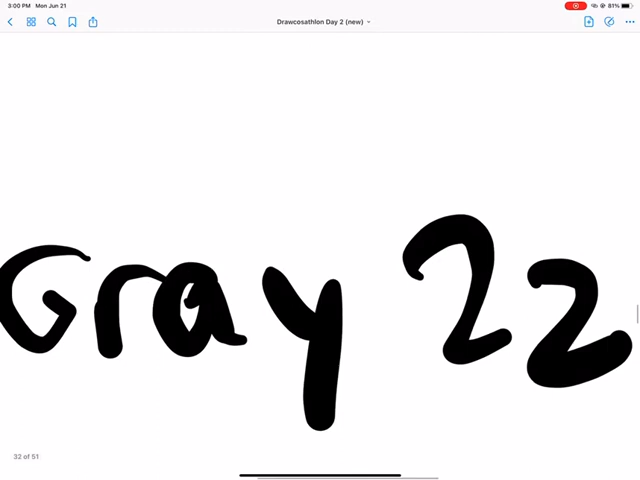 3:00 PM Mon Jun 21
81%
Drawcosathlon Day 2 (new)
Gray 22
32 of 51